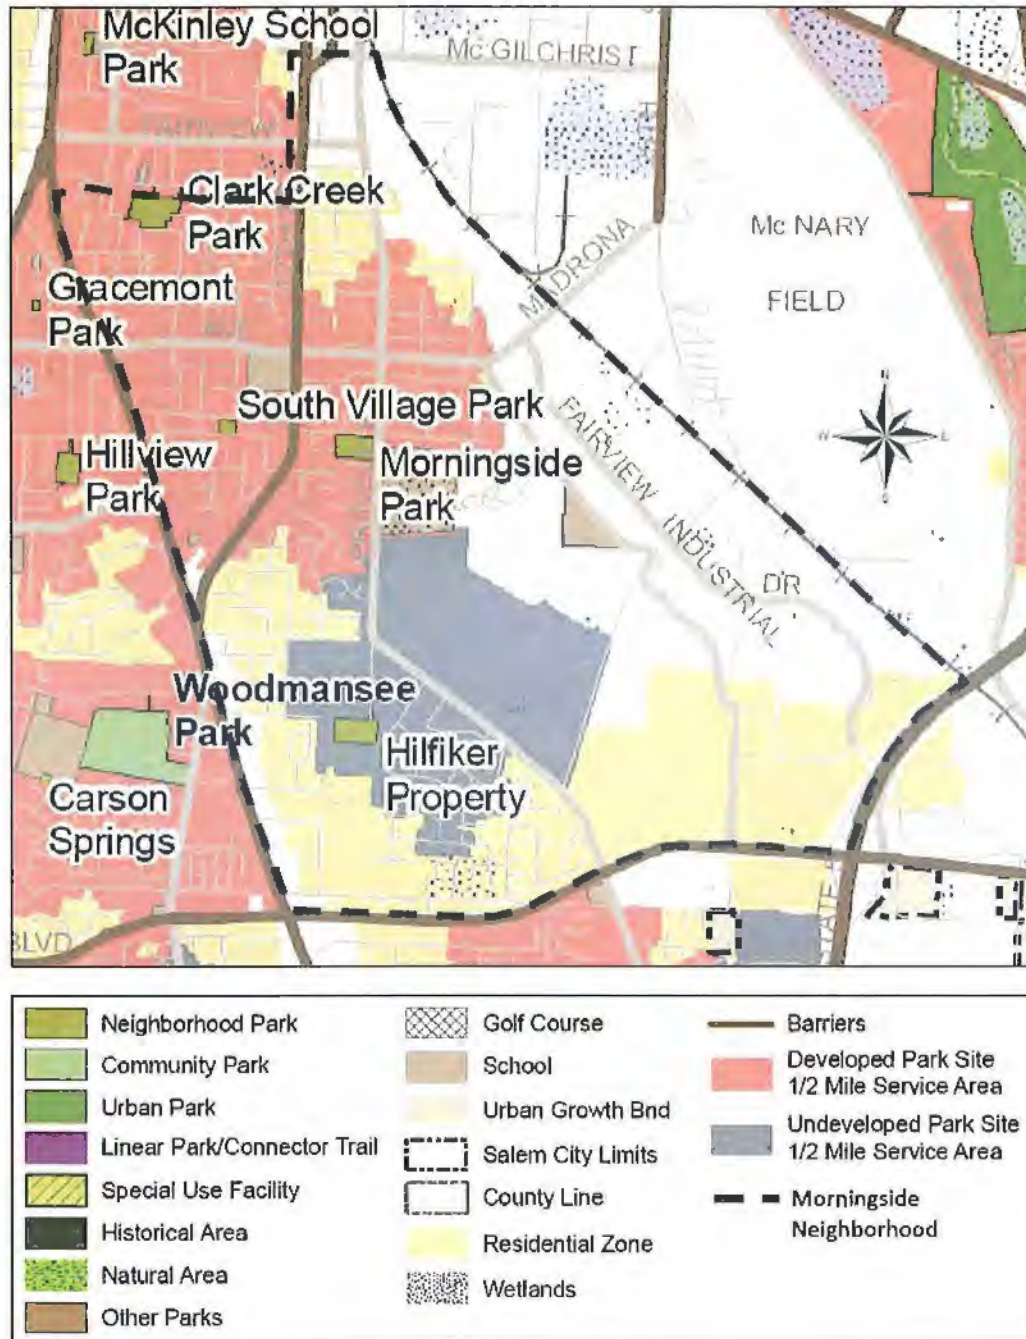 McKinley School
Park
Mc GILCHRIST
FAIRVIEW
Clark Creek
Park
Mc NARY
FIELD
MADRONA
Gracemont
Park
N
W
E
S
South Village Park
FAIRVIEW INDUSTRIAL DR
Hillview
Park
Morningside
Park
Woodmansee
Park
Hilfiker
Property
Carson
Springs
BLVD
Neighborhood Park
Community Park
Urban Park
Linear Park/Connector Trail
Special Use Facility
Historical Area
Natural Area
Other Parks
Golf Course
School
Urban Growth Bnd
Salem City Limits
County Line
Residential Zone
Wetlands
Barriers
Developed Park Site
1/2 Mile Service Area
Undeveloped Park Site
1/2 Mile Service Area
Morningside
Neighborhood